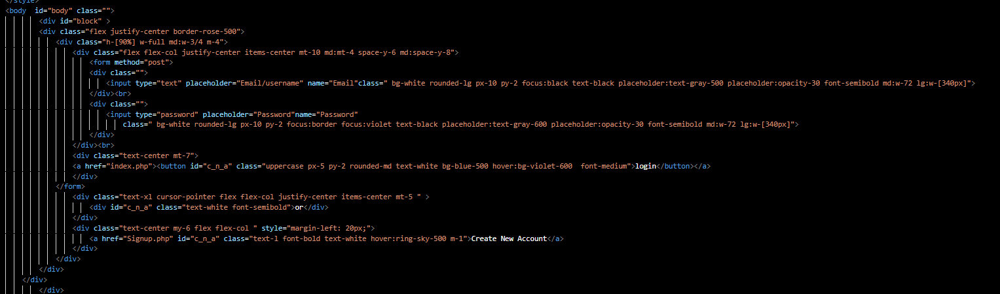 </style>
<body  id="body" class="">
<div id="block" >
<div class="flex justify-center border-rose-500">
<div class="h-[90%] w-full md:w-3/4 m-4">
<div class="flex flex-col justify-center items-center mt-10 md:mt-4 space-y-6 md:space-y-8">
<form method="post">
<div class="">
<input type="text" placeholder="Email/username" name="Email"class=" bg-white rounded-lg px-10 py-2 focus:black text-black placeholder:text-gray-500 placeholder:opacity-30 font-semibold md:w-72 lg:w-[340px]">
</div><br>
<div class="">
<input type="password" placeholder="Password"name="Password"
class=" bg-white rounded-lg px-10 py-2 focus:border focus:violet text-black placeholder:text-gray-600 placeholder:opacity-30 font-semibold md:w-72 lg:w-[340px]">
</div>
</div><br>
<div class="text-center mt-7">
<a href="index.php"><button id="c_n_a" class="uppercase px-5 py-2 rounded-md text-white bg-blue-500 hover:bg-violet-600  font-medium">login</button></a>
</div>
</form>
<div class="text-xl cursor-pointer flex flex-col justify-center items-center mt-5 " >
<div id="c_n_a" class="text-white font-semibold">or</div>
</div>
<div class="text-center my-6 flex flex-col " style="margin-left: 20px;">
<a href="Signup.php" id="c_n_a" class="text-l font-bold text-white hover:ring-sky-500 m-1">Create New Account</a>
</div>
</div>
</div>
</div>
</div>